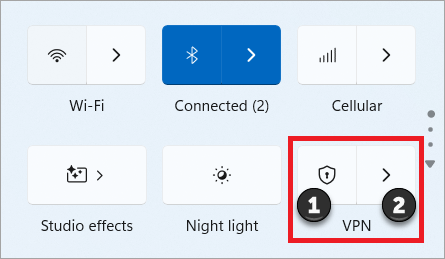 Wi-Fi
Connected (2)
Cellular
1
2
Studio effects
Night light
VPN